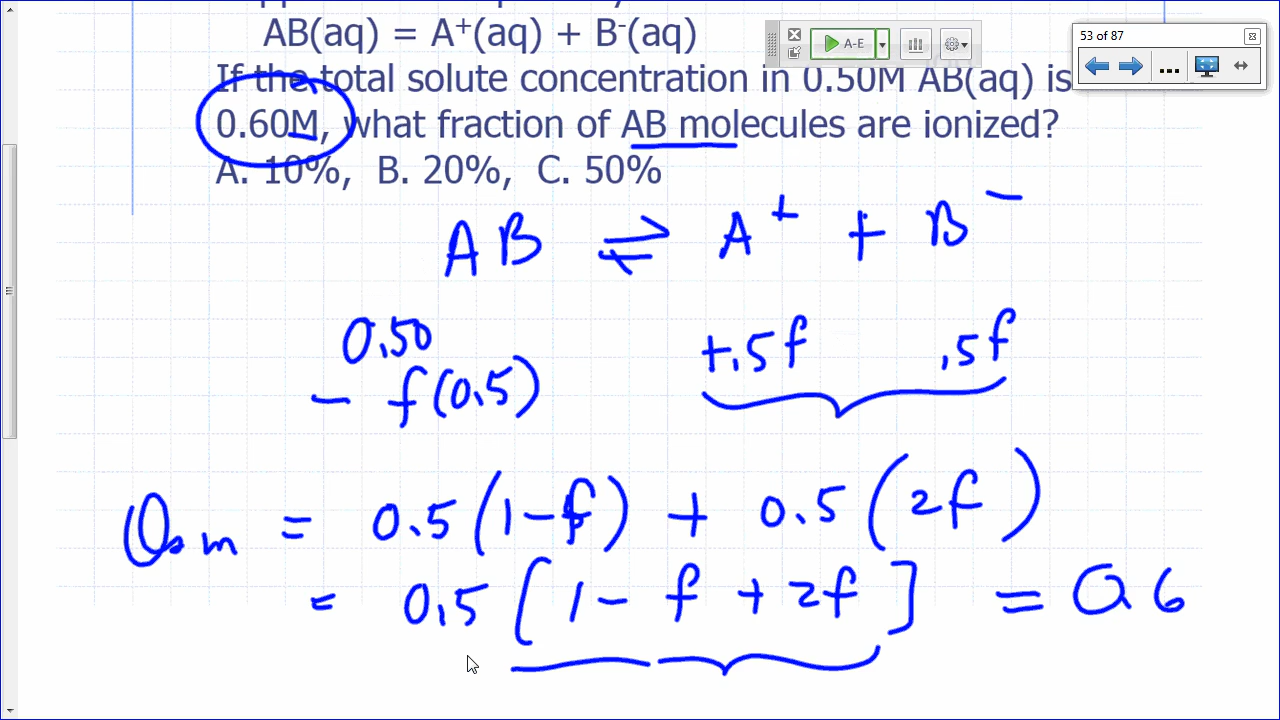 AB(aq) = A⁺(aq) + B⁻(aq)
If the total solute concentration in 0.50M AB(aq) is
0.60M, what fraction of AB molecules are ionized?
A. 10%, B. 20%, C. 50%
AB ⇌ A⁺ + B⁻
0.50
- f(0.5) +.5f .5f
Osm = 0.5(1-f) + 0.5(2f)
= 0.5[1 - f + 2f] = 0.6
A-E
53 of 87
...